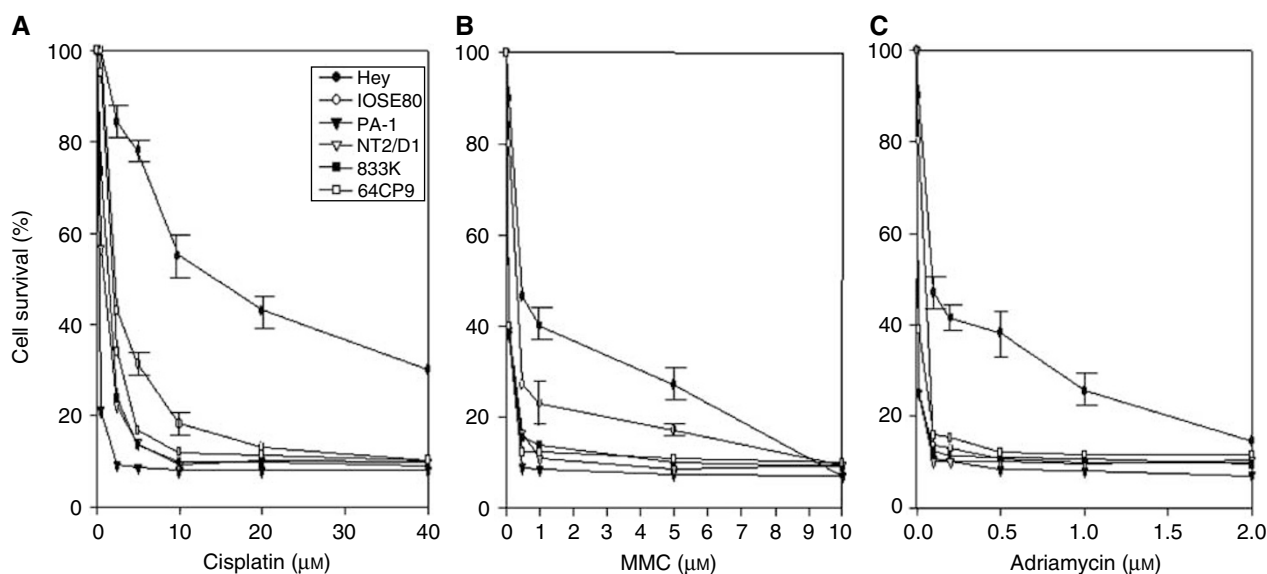 A
100
80
60
40
20
0
Cell survival (%)
0 10 20 30 40
Cisplatin (μM)
Hey
IOSE80
PA-1
NT2/D1
833K
64CP9
B
100
80
60
40
20
0
0 1 2 3 4 5 6 7 8 9 10
MMC (μM)
C
100
80
60
40
20
0
0.0 0.5 1.0 1.5 2.0
Adriamycin (μM)